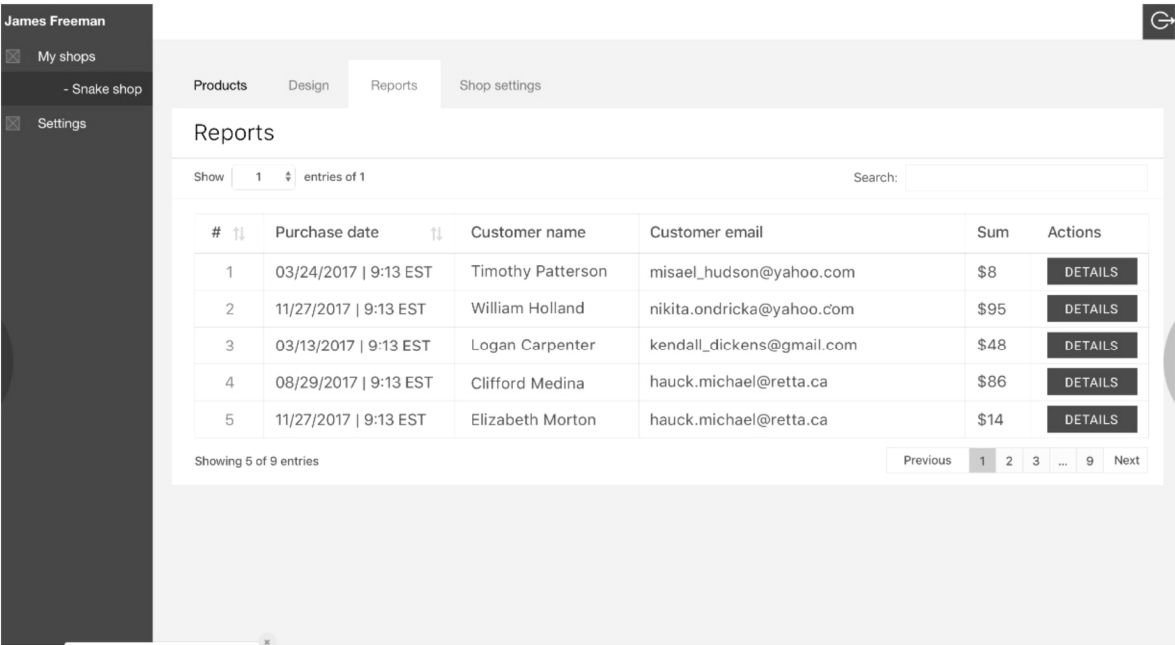 James Freeman
My shops
- Snake shop
Settings
Products Design Reports Shop settings
Reports
Show 1 entries of 1 Search:
# Purchase date Customer name Customer email Sum Actions
1 03/24/2017 | 9:13 EST Timothy Patterson misael_hudson@yahoo.com $8 DETAILS
2 11/27/2017 | 9:13 EST William Holland nikita.ondricka@yahoo.com $95 DETAILS
3 03/13/2017 | 9:13 EST Logan Carpenter kendall_dickens@gmail.com $48 DETAILS
4 08/29/2017 | 9:13 EST Clifford Medina hauck.michael@retta.ca $86 DETAILS
5 11/27/2017 | 9:13 EST Elizabeth Morton hauck.michael@retta.ca $14 DETAILS
Showing 5 of 9 entries Previous 1 2 3 ... 9 Next